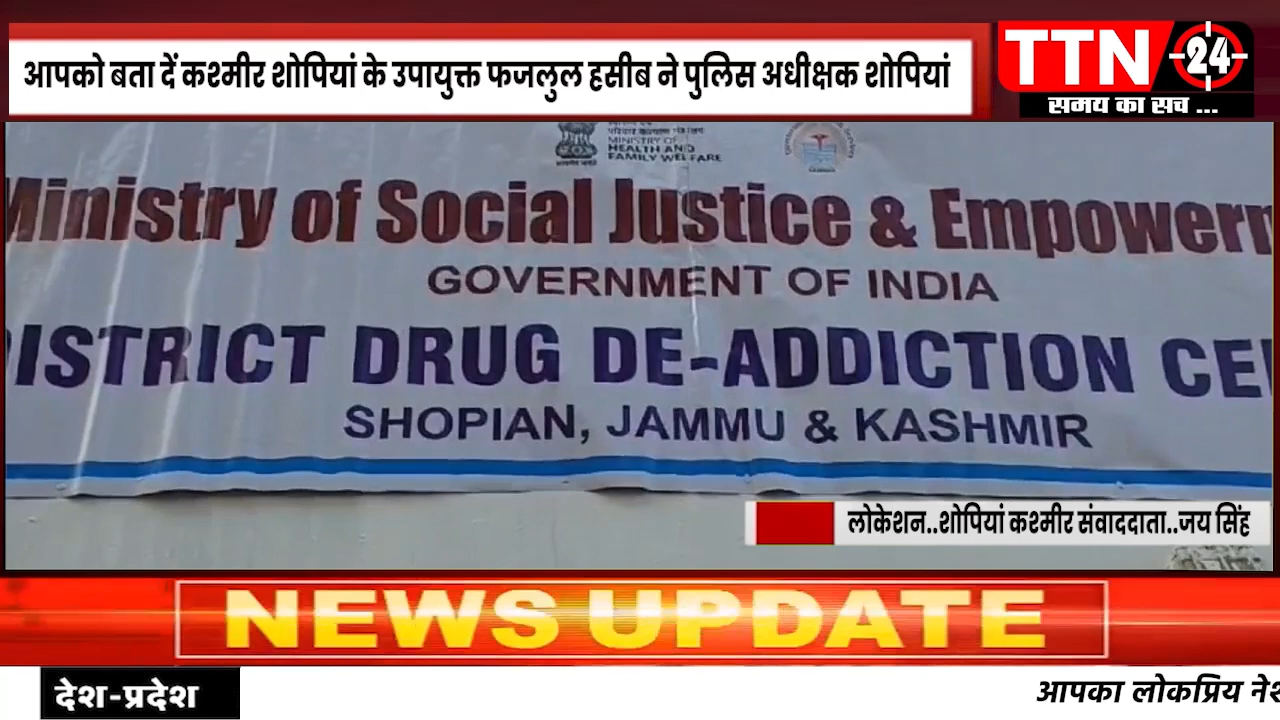 आपको बता दें कश्मीर शोपियां के उपायुक्त फजलुल हसीब ने पुलिस अधीक्षक शोपियां
TTN 24
समय का सच ...
MINISTRY OF
HEALTH AND
FAMILY WELFARE
Ministry of Social Justice & Empowerm
GOVERNMENT OF INDIA
DISTRICT DRUG DE-ADDICTION CE
SHOPIAN, JAMMU & KASHMIR
लोकेशन..शोपियां कश्मीर संवाददाता..जय सिंह
NEWS UPDATE
देश-प्रदेश
आपका लोकप्रिय